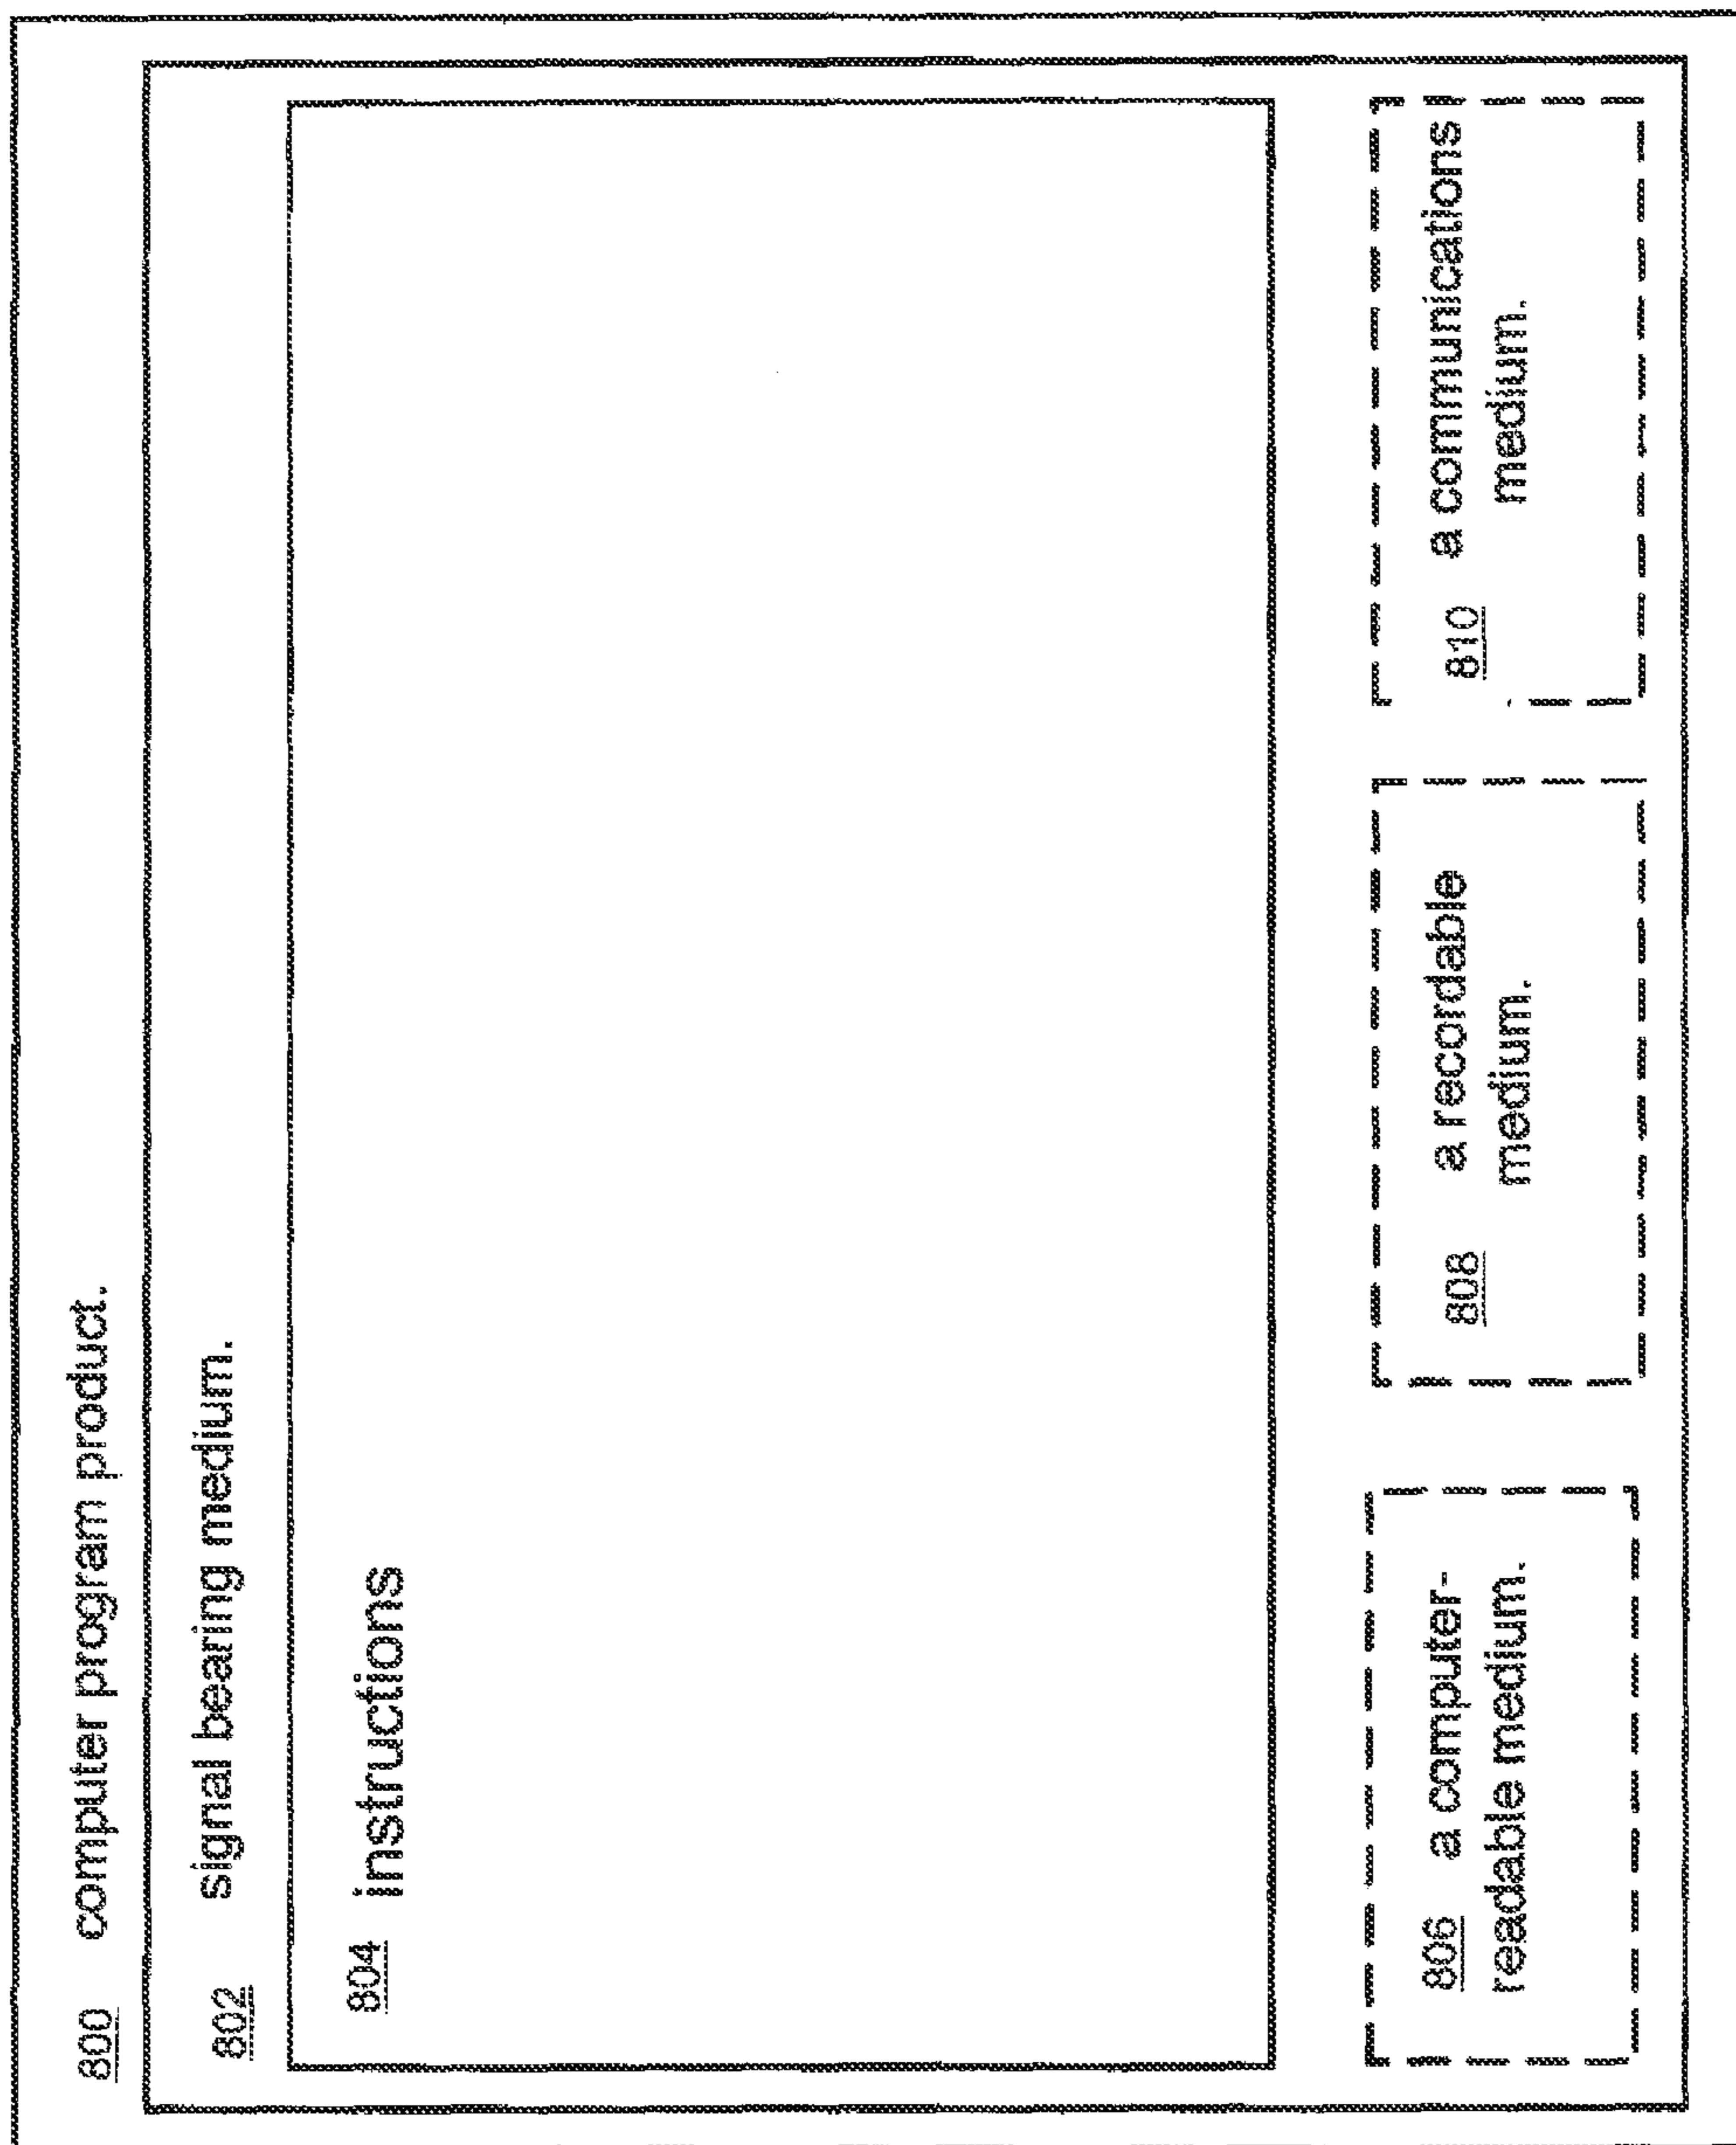 800 computer program product.
802 signal bearing medium.
804 instructions
806 a computer-
readable medium.
808 a recordable
medium.
810 a communications
medium.